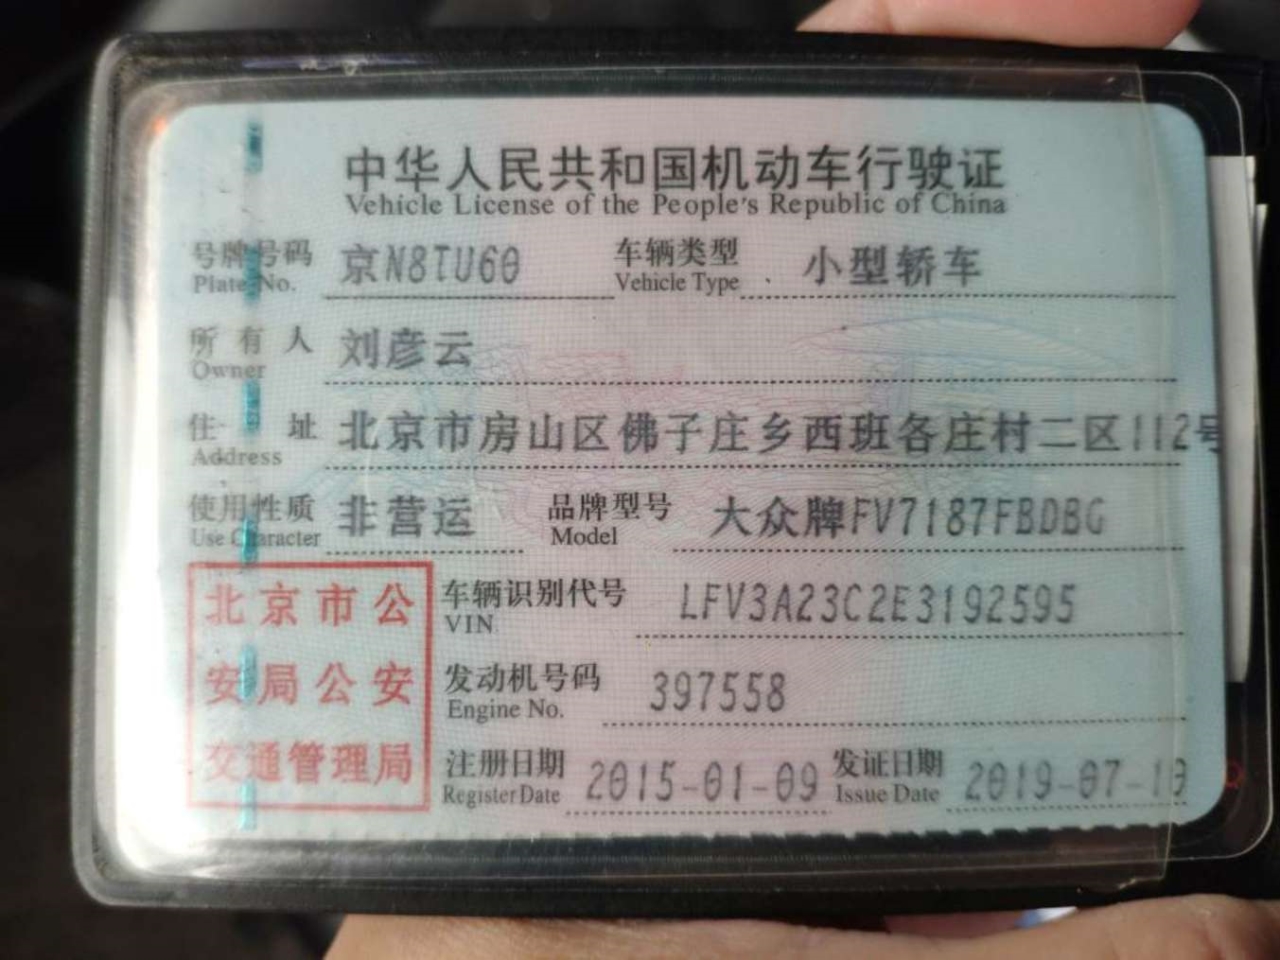 中华人民共和国机动车行驶证
Vehicle License of the People's Republic of China
号牌号码 京N8TU60 车辆类型 小型轿车
Plate No. Vehicle Type
所有人 刘彦云
Owner
住址 北京市房山区佛子庄乡西班各庄村二区112号
Address
使用性质 非营运 品牌型号 大众牌FV7187FBDBG
Use Character Model
北京市公
安局公安
交通管理局
车辆识别代号 LFV3A23C2E3192595
VIN
发动机号码 397558
Engine No.
注册日期 2015-01-09 发证日期 2019-07-10
Register Date Issue Date